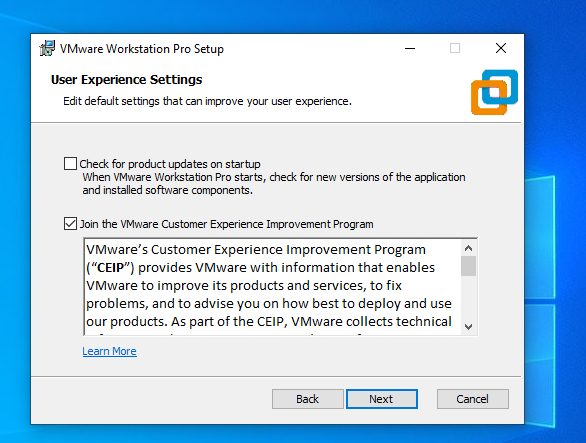 VMware Workstation Pro Setup
User Experience Settings
Edit default settings that can improve your user experience.
Check for product updates on startup
When VMware Workstation Pro starts, check for new versions of the application
and installed software components.
Join the VMware Customer Experience Improvement Program
VMware's Customer Experience Improvement Program
("CEIP") provides VMware with information that enables
VMware to improve its products and services, to fix
problems, and to advise you on how best to deploy and use
our products. As part of the CEIP, VMware collects technical
Learn More
Back
Next
Cancel